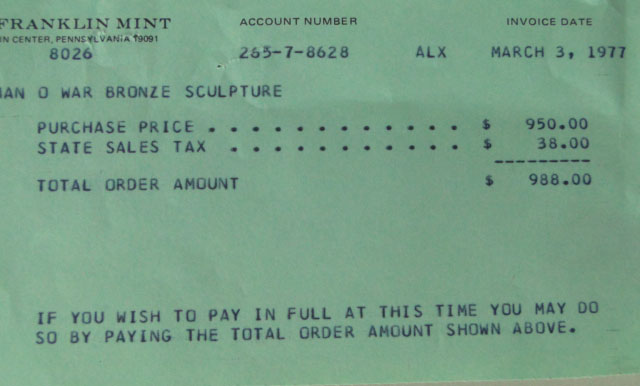 FRANKLIN MINT ACCOUNT NUMBER INVOICE DATE
CENTER, PENNSYLVANIA 19091
8026 265-7-8628 ALX MARCH 3, 1977
O WAR BRONZE SCULPTURE
PURCHASE PRICE . . . . . . . . . . . . $ 950.00
STATE SALES TAX . . . . . . . . . . . $ 38.00
---------
TOTAL ORDER AMOUNT $ 988.00
IF YOU WISH TO PAY IN FULL AT THIS TIME YOU MAY DO
SO BY PAYING THE TOTAL ORDER AMOUNT SHOWN ABOVE.